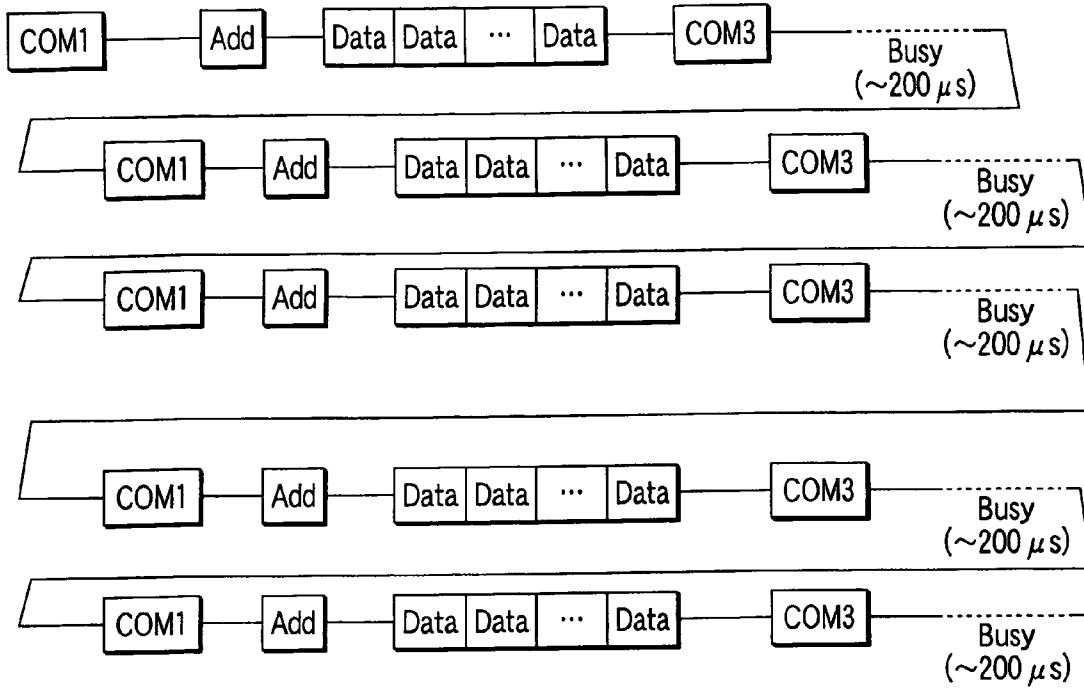 COM1 Add Data Data ··· Data COM3
Busy
(~200 μs)
COM1 Add Data Data ··· Data COM3
Busy
(~200 μs)
COM1 Add Data Data ··· Data COM3
Busy
(~200 μs)
COM1 Add Data Data ··· Data COM3
Busy
(~200 μs)
COM1 Add Data Data ··· Data COM3
Busy
(~200 μs)